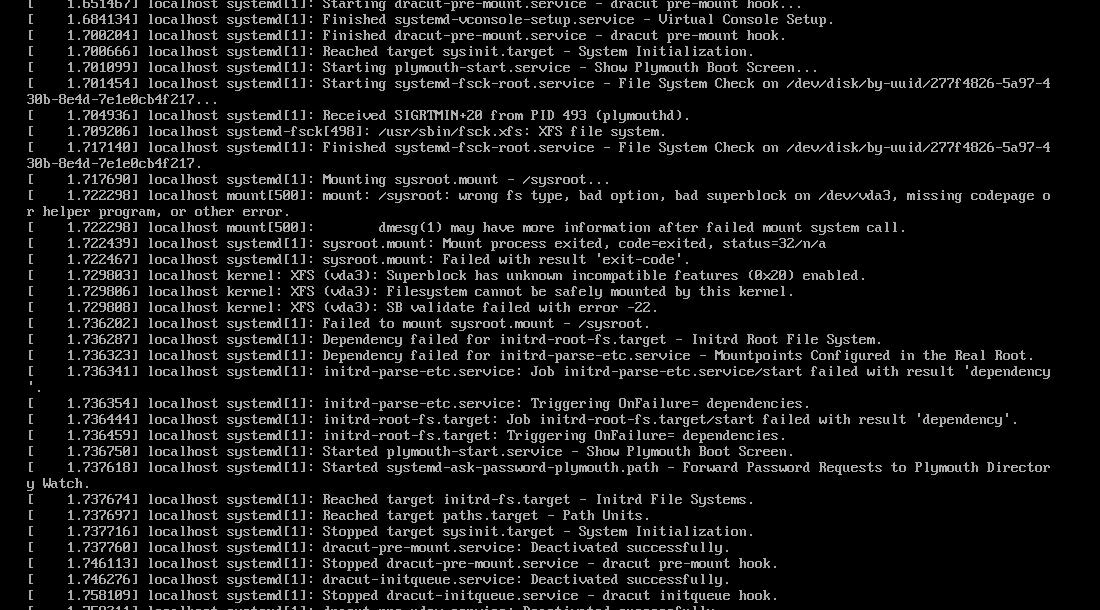 [    1.651467] localhost systemd[1]: Starting dracut-pre-mount.service - dracut pre-mount hook...
[    1.684134] localhost systemd[1]: Finished systemd-vconsole-setup.service - Virtual Console Setup.
[    1.700204] localhost systemd[1]: Finished dracut-pre-mount.service - dracut pre-mount hook.
[    1.700666] localhost systemd[1]: Reached target sysinit.target - System Initialization.
[    1.701099] localhost systemd[1]: Starting plymouth-start.service - Show Plymouth Boot Screen...
[    1.701454] localhost systemd[1]: Starting systemd-fsck-root.service - File System Check on /dev/disk/by-uuid/277f4826-5a97-4
30b-8e4d-7e1e0cb4f217...
[    1.704936] localhost systemd[1]: Received SIGRTMIN+20 from PID 493 (plymouthd).
[    1.709206] localhost systemd-fsck[498]: /usr/sbin/fsck.xfs: XFS file system.
[    1.717140] localhost systemd[1]: Finished systemd-fsck-root.service - File System Check on /dev/disk/by-uuid/277f4826-5a97-4
30b-8e4d-7e1e0cb4f217.
[    1.717690] localhost systemd[1]: Mounting sysroot.mount - /sysroot...
[    1.722298] localhost mount[500]: mount: /sysroot: wrong fs type, bad option, bad superblock on /dev/vda3, missing codepage o
r helper program, or other error.
[    1.722298] localhost mount[500]:        dmesg(1) may have more information after failed mount system call.
[    1.722439] localhost systemd[1]: sysroot.mount: Mount process exited, code=exited, status=32/n/a
[    1.722467] localhost systemd[1]: sysroot.mount: Failed with result 'exit-code'.
[    1.729803] localhost kernel: XFS (vda3): Superblock has unknown incompatible features (0x20) enabled.
[    1.729806] localhost kernel: XFS (vda3): Filesystem cannot be safely mounted by this kernel.
[    1.729808] localhost kernel: XFS (vda3): SB validate failed with error -22.
[    1.736202] localhost systemd[1]: Failed to mount sysroot.mount - /sysroot.
[    1.736287] localhost systemd[1]: Dependency failed for initrd-root-fs.target - Initrd Root File System.
[    1.736323] localhost systemd[1]: Dependency failed for initrd-parse-etc.service - Mountpoints Configured in the Real Root.
[    1.736341] localhost systemd[1]: initrd-parse-etc.service: Job initrd-parse-etc.service/start failed with result 'dependency
'.
[    1.736354] localhost systemd[1]: initrd-parse-etc.service: Triggering OnFailure= dependencies.
[    1.736444] localhost systemd[1]: initrd-root-fs.target: Job initrd-root-fs.target/start failed with result 'dependency'.
[    1.736459] localhost systemd[1]: initrd-root-fs.target: Triggering OnFailure= dependencies.
[    1.736750] localhost systemd[1]: Started plymouth-start.service - Show Plymouth Boot Screen.
[    1.737618] localhost systemd[1]: Started systemd-ask-password-plymouth.path - Forward Password Requests to Plymouth Director
y Watch.
[    1.737674] localhost systemd[1]: Reached target initrd-fs.target - Initrd File Systems.
[    1.737697] localhost systemd[1]: Reached target paths.target - Path Units.
[    1.737716] localhost systemd[1]: Stopped target sysinit.target - System Initialization.
[    1.737760] localhost systemd[1]: dracut-pre-mount.service: Deactivated successfully.
[    1.746113] localhost systemd[1]: Stopped dracut-pre-mount.service - dracut pre-mount hook.
[    1.746276] localhost systemd[1]: dracut-initqueue.service: Deactivated successfully.
[    1.758109] localhost systemd[1]: Stopped dracut-initqueue.service - dracut initqueue hook.